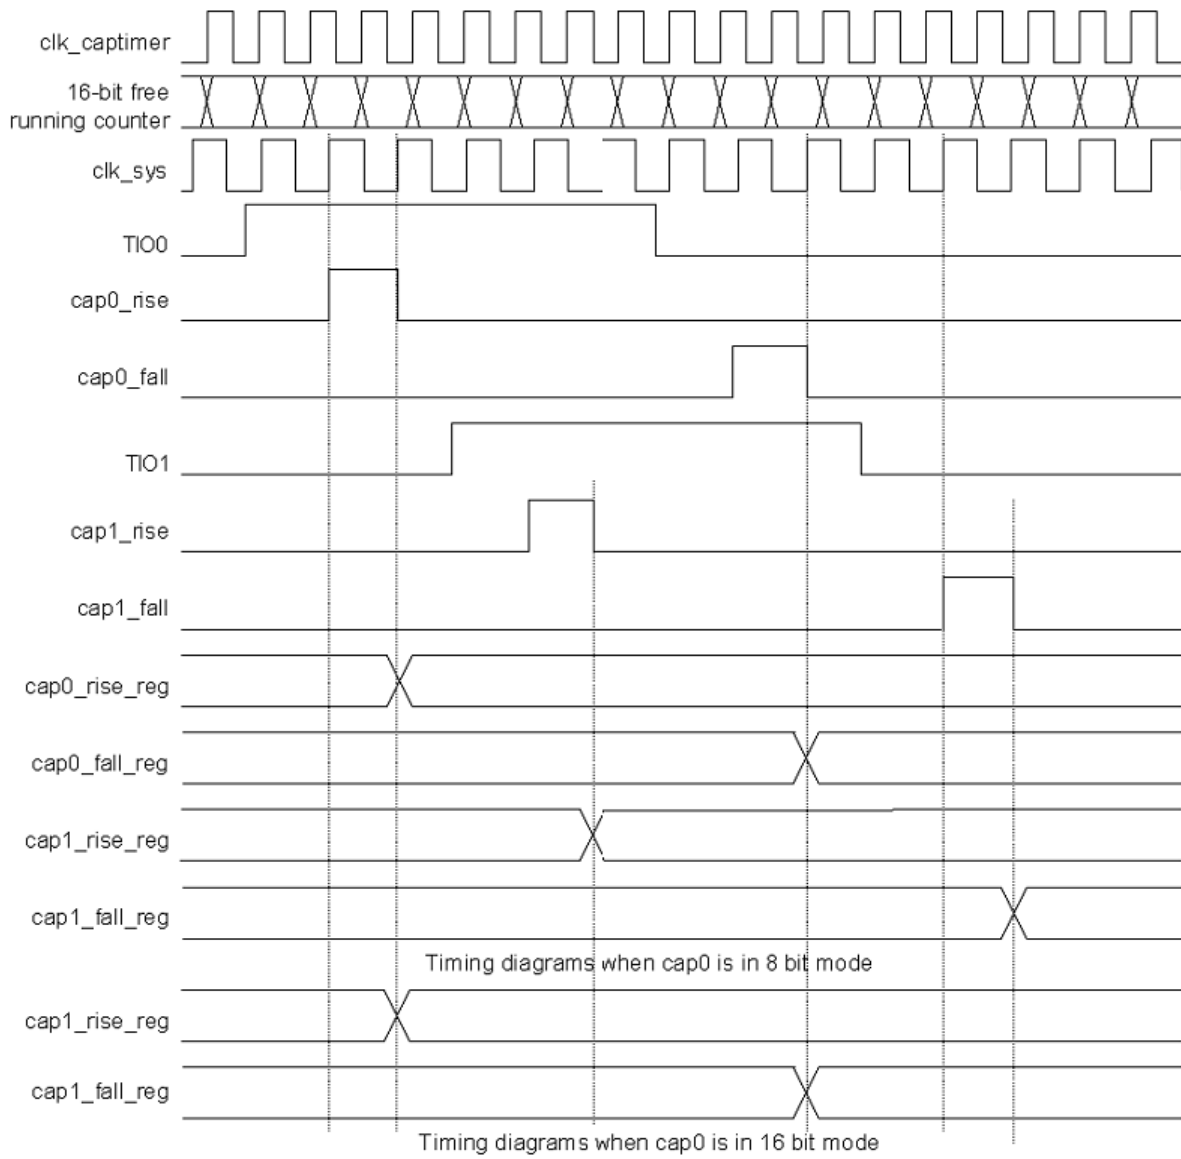 clk_captimer
16-bit free
running counter
clk_sys
TIO0
cap0_rise
cap0_fall
TIO1
cap1_rise
cap1_fall
cap0_rise_reg
cap0_fall_reg
cap1_rise_reg
cap1_fall_reg
Timing diagrams when cap0 is in 8 bit mode
cap1_rise_reg
cap1_fall_reg
Timing diagrams when cap0 is in 16 bit mode